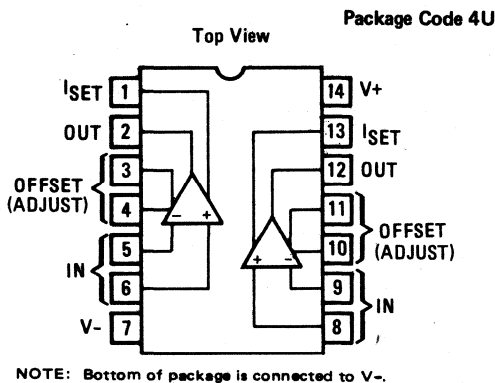 Package Code 4U
Top View
ISET 1
14 V+
OUT 2
13 ISET
3
12 OUT
OFFSET
(ADJUST)
4
11
OFFSET
(ADJUST)
5
10
IN
6
9
IN
V- 7
8
- +
+ -
NOTE: Bottom of package is connected to V-.